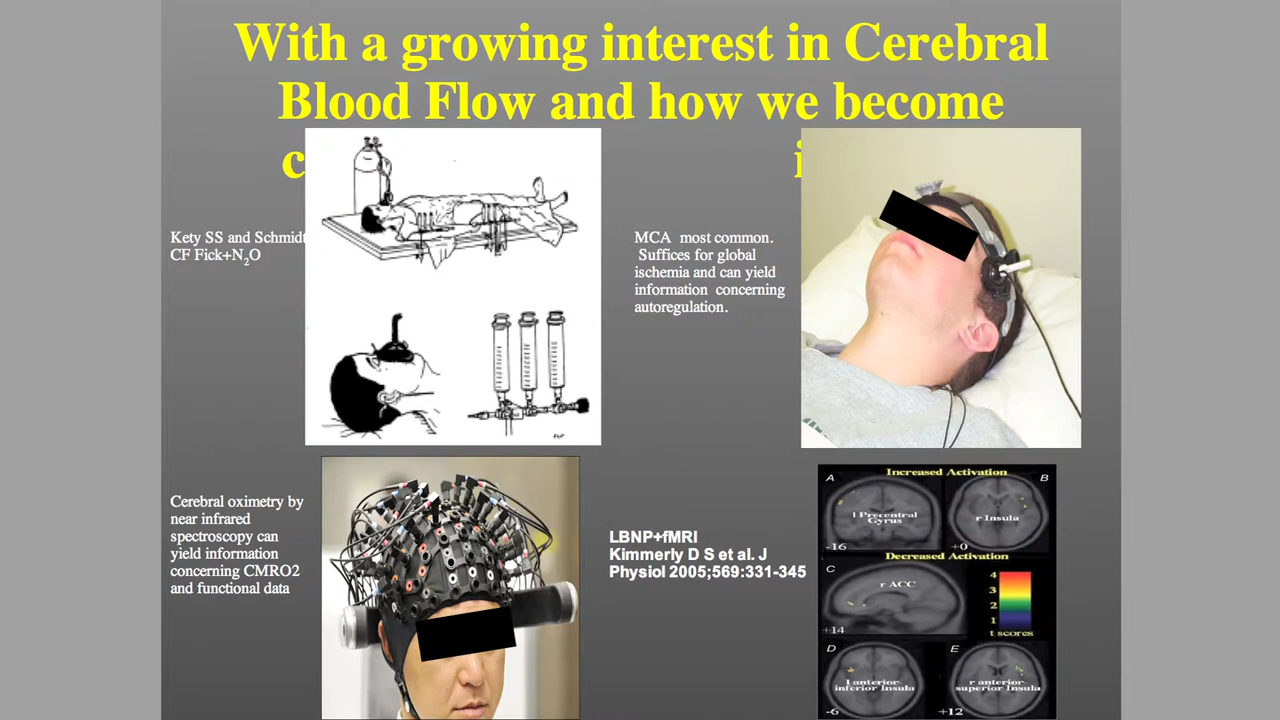 With a growing interest in Cerebral
Blood Flow and how we become
Kety SS and Schmidt
CF Fick+N2O
MCA most common.
Suffices for global
ischemia and can yield
information concerning
autoregulation.
Cerebral oximetry by
near infrared
spectroscopy can
yield information
concerning CMRO2
and functional data
LBNP+fMRI
Kimmerly D S et al. J
Physiol 2005;569:331-345
Increased Activation
A
B
l Precentral
Gyrus
r Insula
-16
+0
Decreased Activation
C
r ACC
4
3
2
1
t scores
+14
D
E
l anterior-
inferior Insula
r anterior-
superior Insula
-6
+12